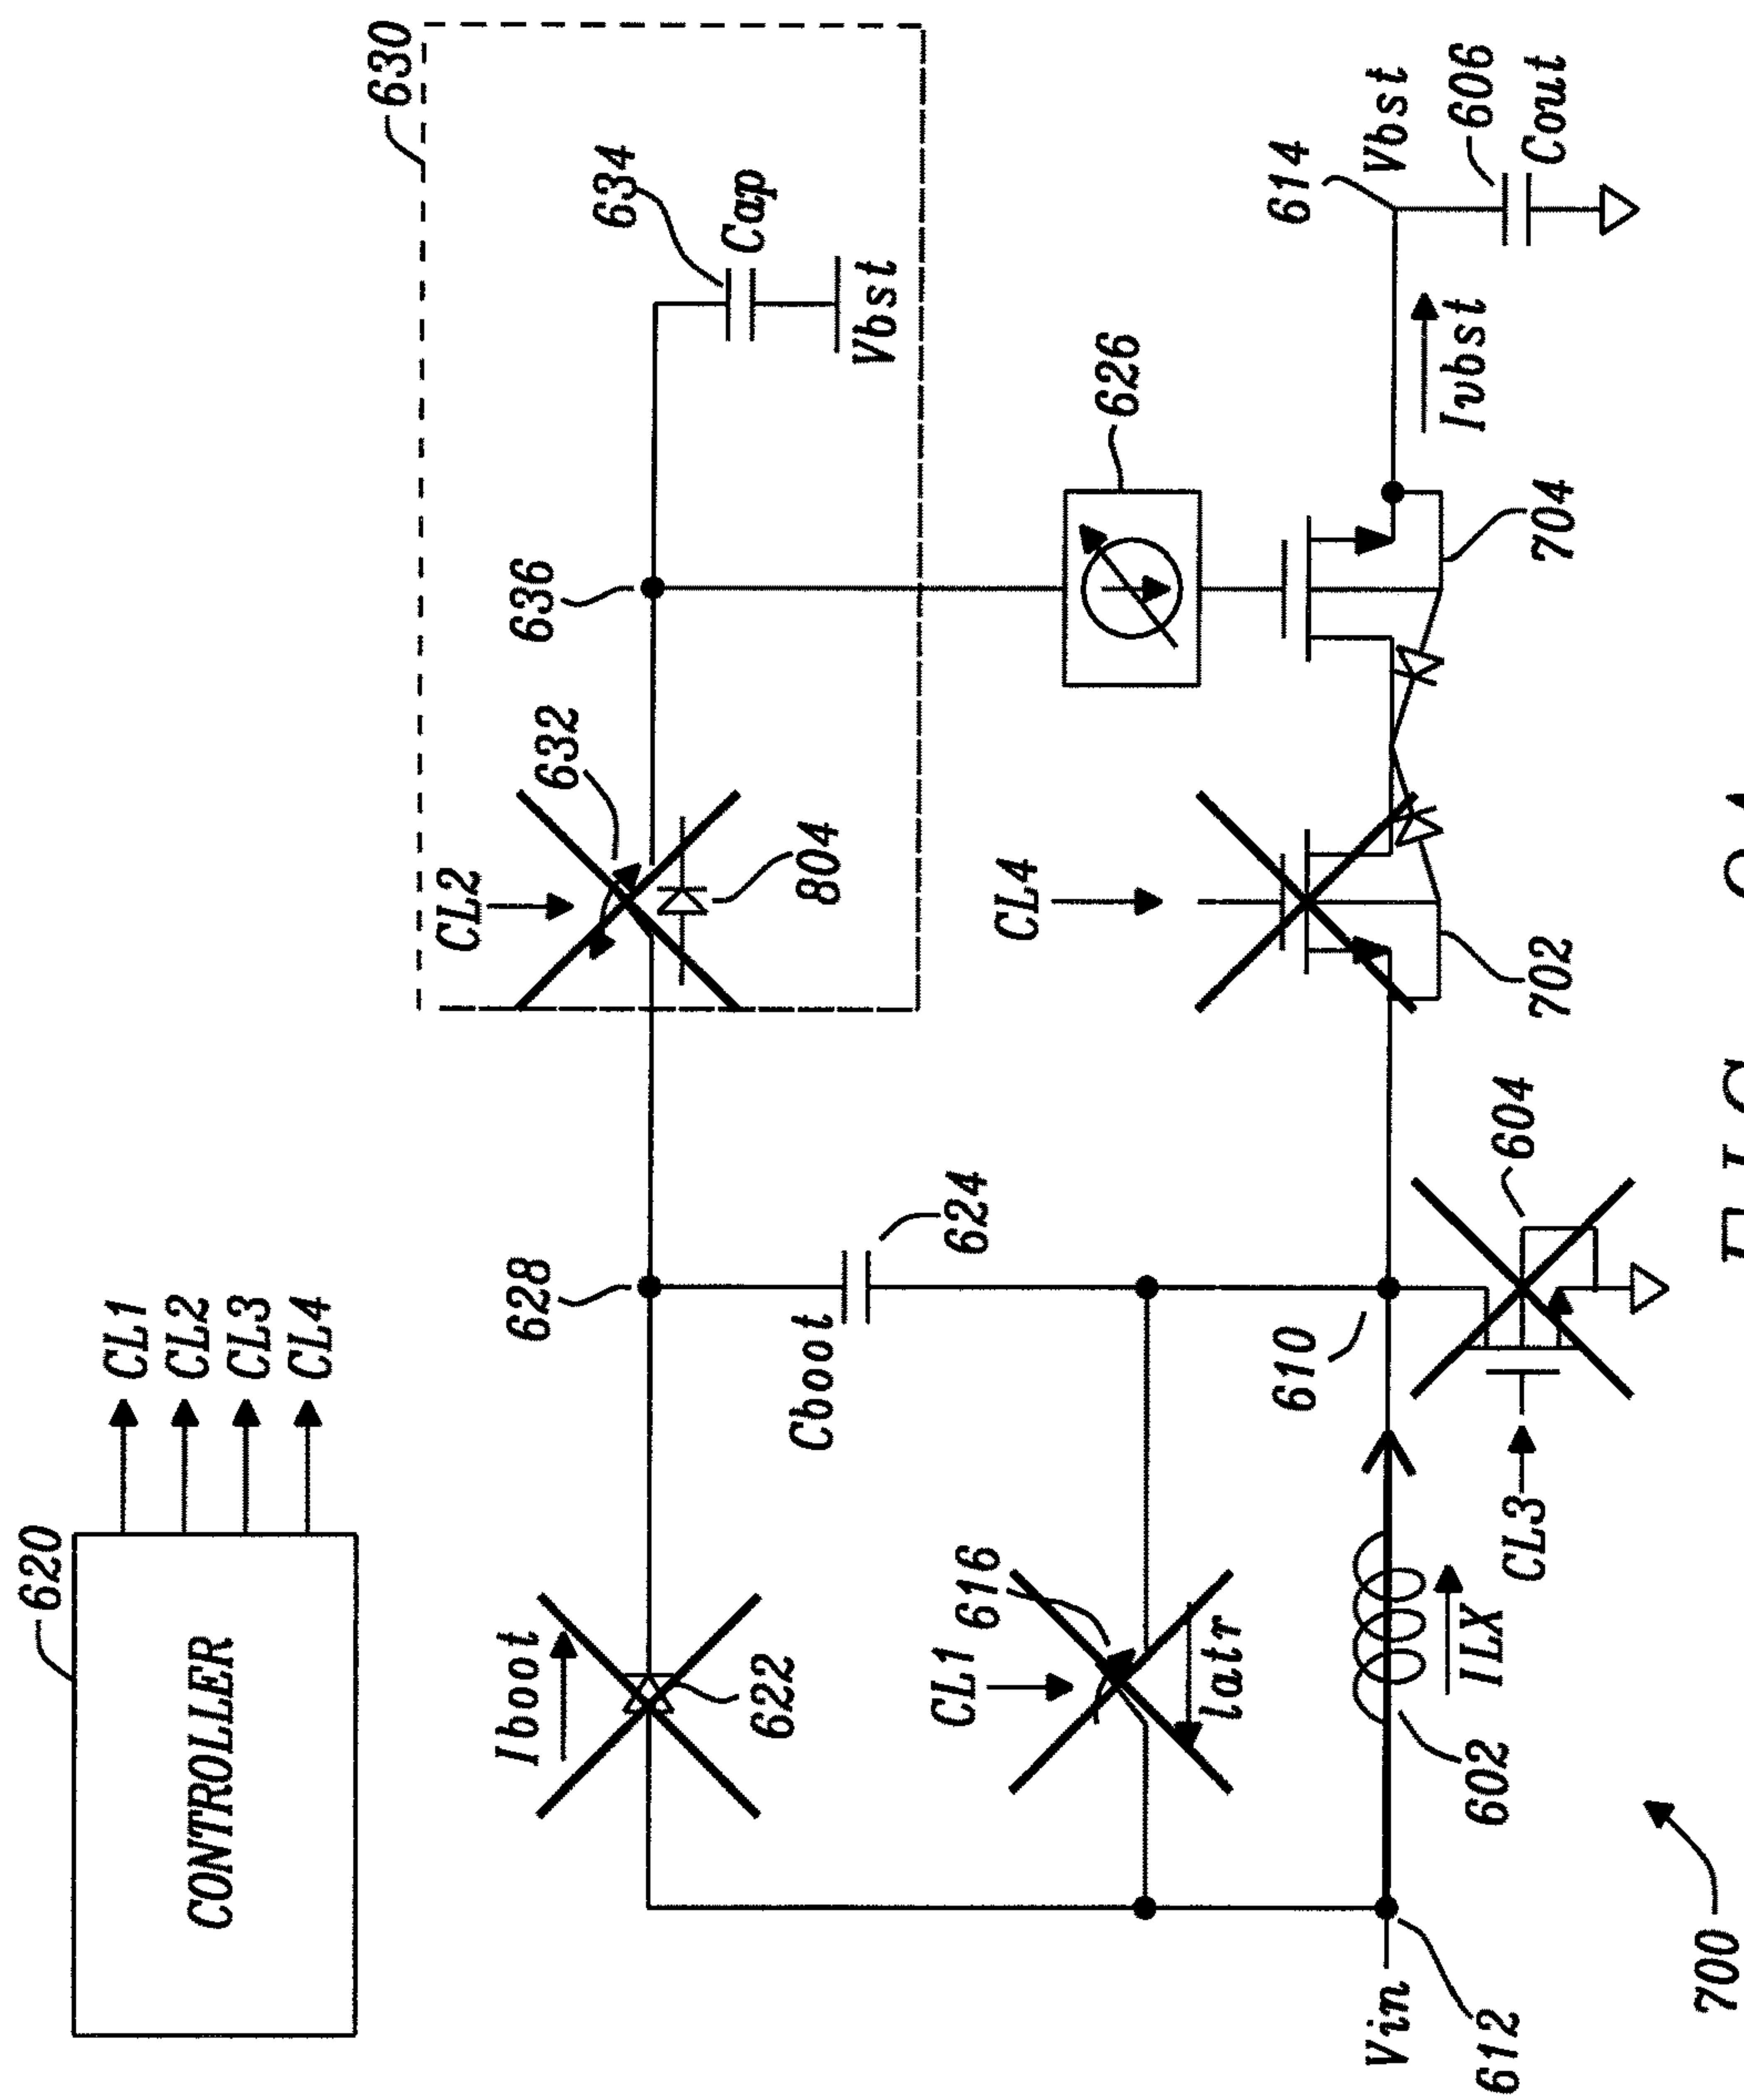 620
CONTROLLER
CL1
CL2
CL3
CL4
630
Iboot
622
628
CL2
632
804
636
634
Cap
Vbst
Cboot
624
CL1
616
Iatr
CL4
702
626
704
614
Vbst
Ivbst
606
Cout
Vin
612
602
ILX
610
CL3
604
700